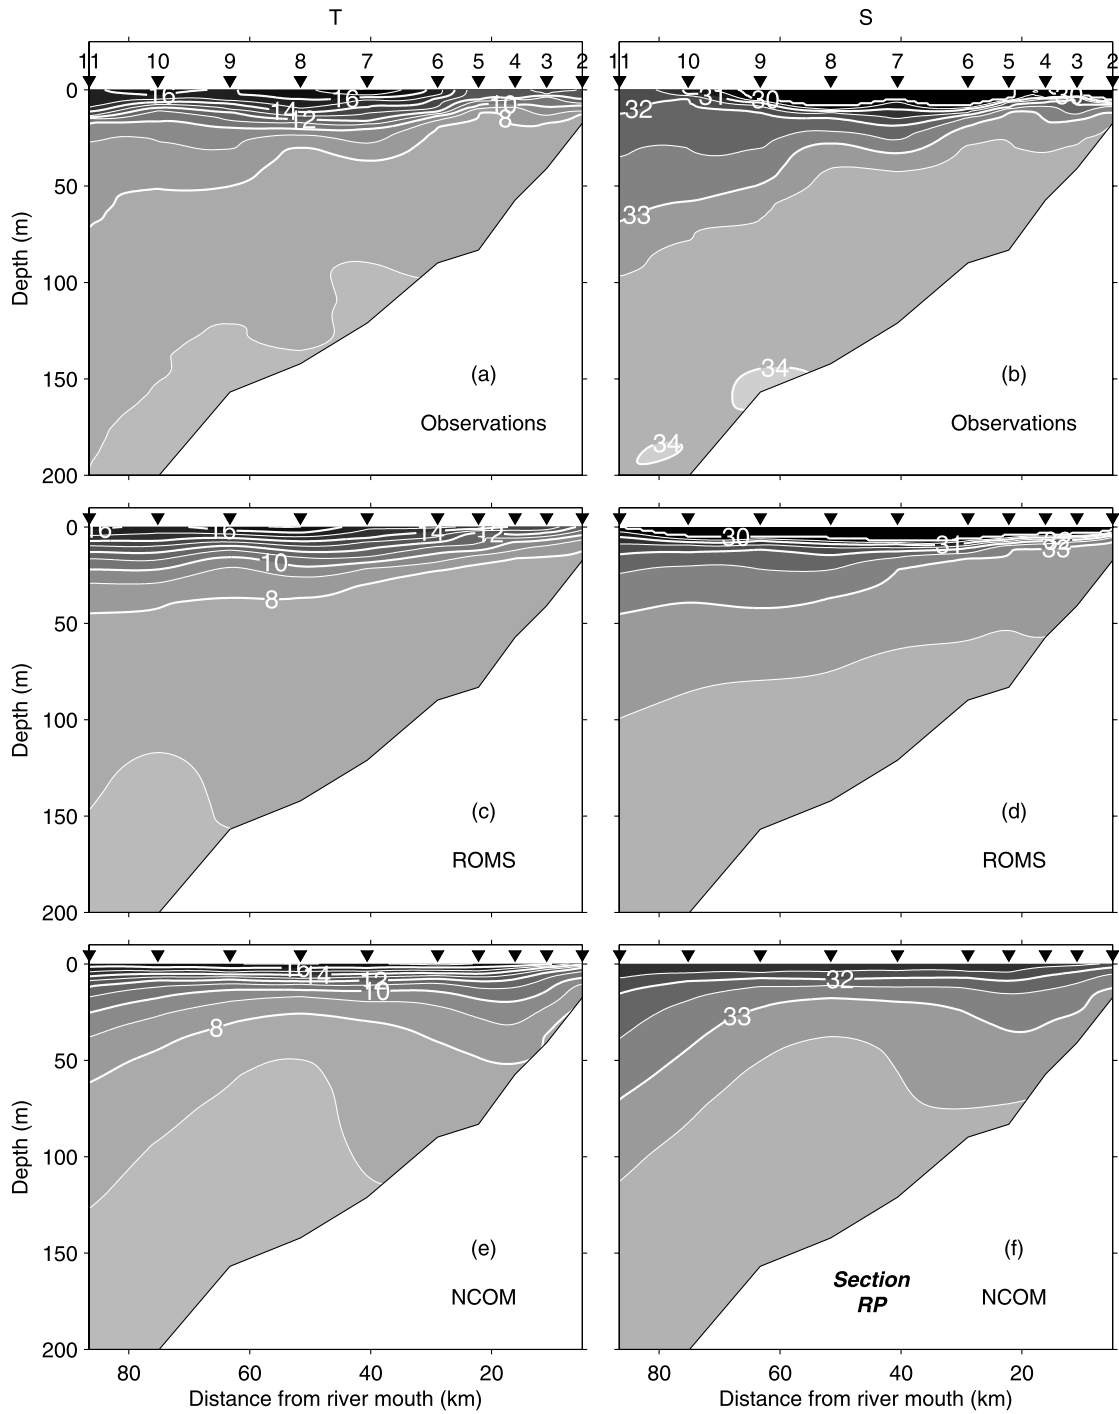 T S
11 10 9 8 7 6 5 4 3 2 11 10 9 8 7 6 5 4 3 2
0 16 14 12 16 10 8 32 31 30 30
50 33
100
150 (a) 34 (b)
Observations 34 Observations
200
Depth (m)
0 16 16 14 12 30 31 33
10
8
50
100
150 (c) (d)
ROMS ROMS
200
Depth (m)
0 16 14 12 10 32
8 33
50
100
150 (e) (f)
NCOM Section RP NCOM
200
Depth (m)
80 60 40 20 80 60 40 20
Distance from river mouth (km) Distance from river mouth (km)